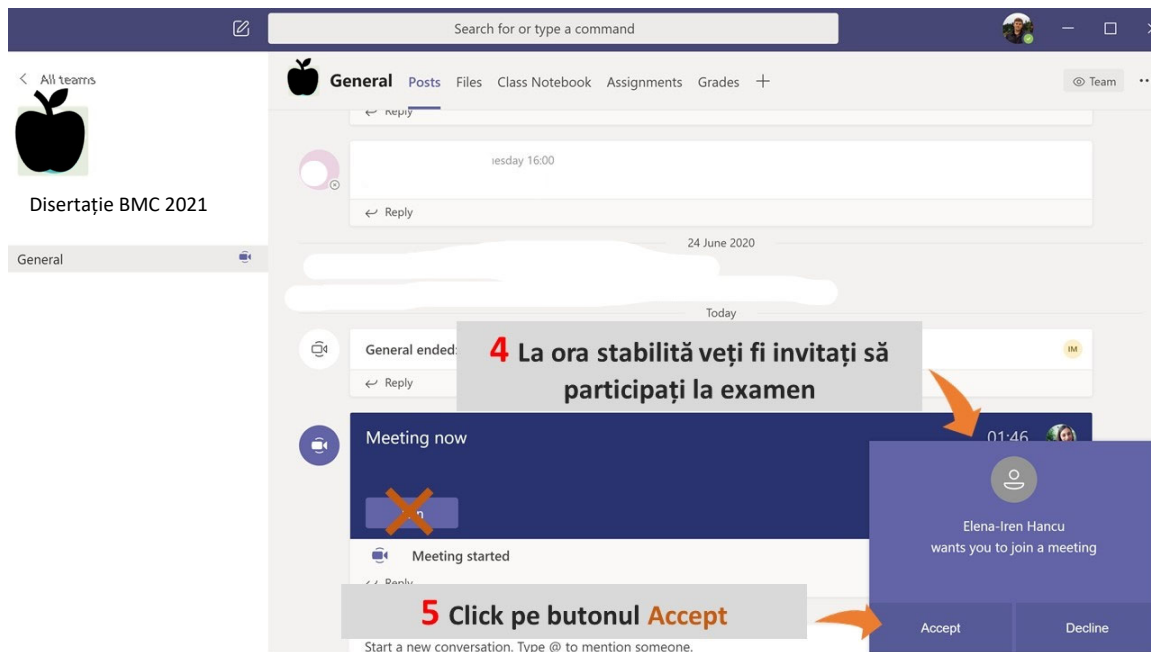 Search for or type a command
All teams
General Posts Files Class Notebook Assignments Grades
Team
Reply
16:00
Disertație BMC 2021
Reply
General
24 June 2020
Today
4 La ora stabilită veți fi invitați să
participați la examen
General ended:
IM
Reply
Meeting now
01:46
Elena-Iren Hancu
wants you to join a meeting
Meeting started
Reply
5 Click pe butonul Accept
Accept Decline
Start a new conversation. Type @ to mention someone.